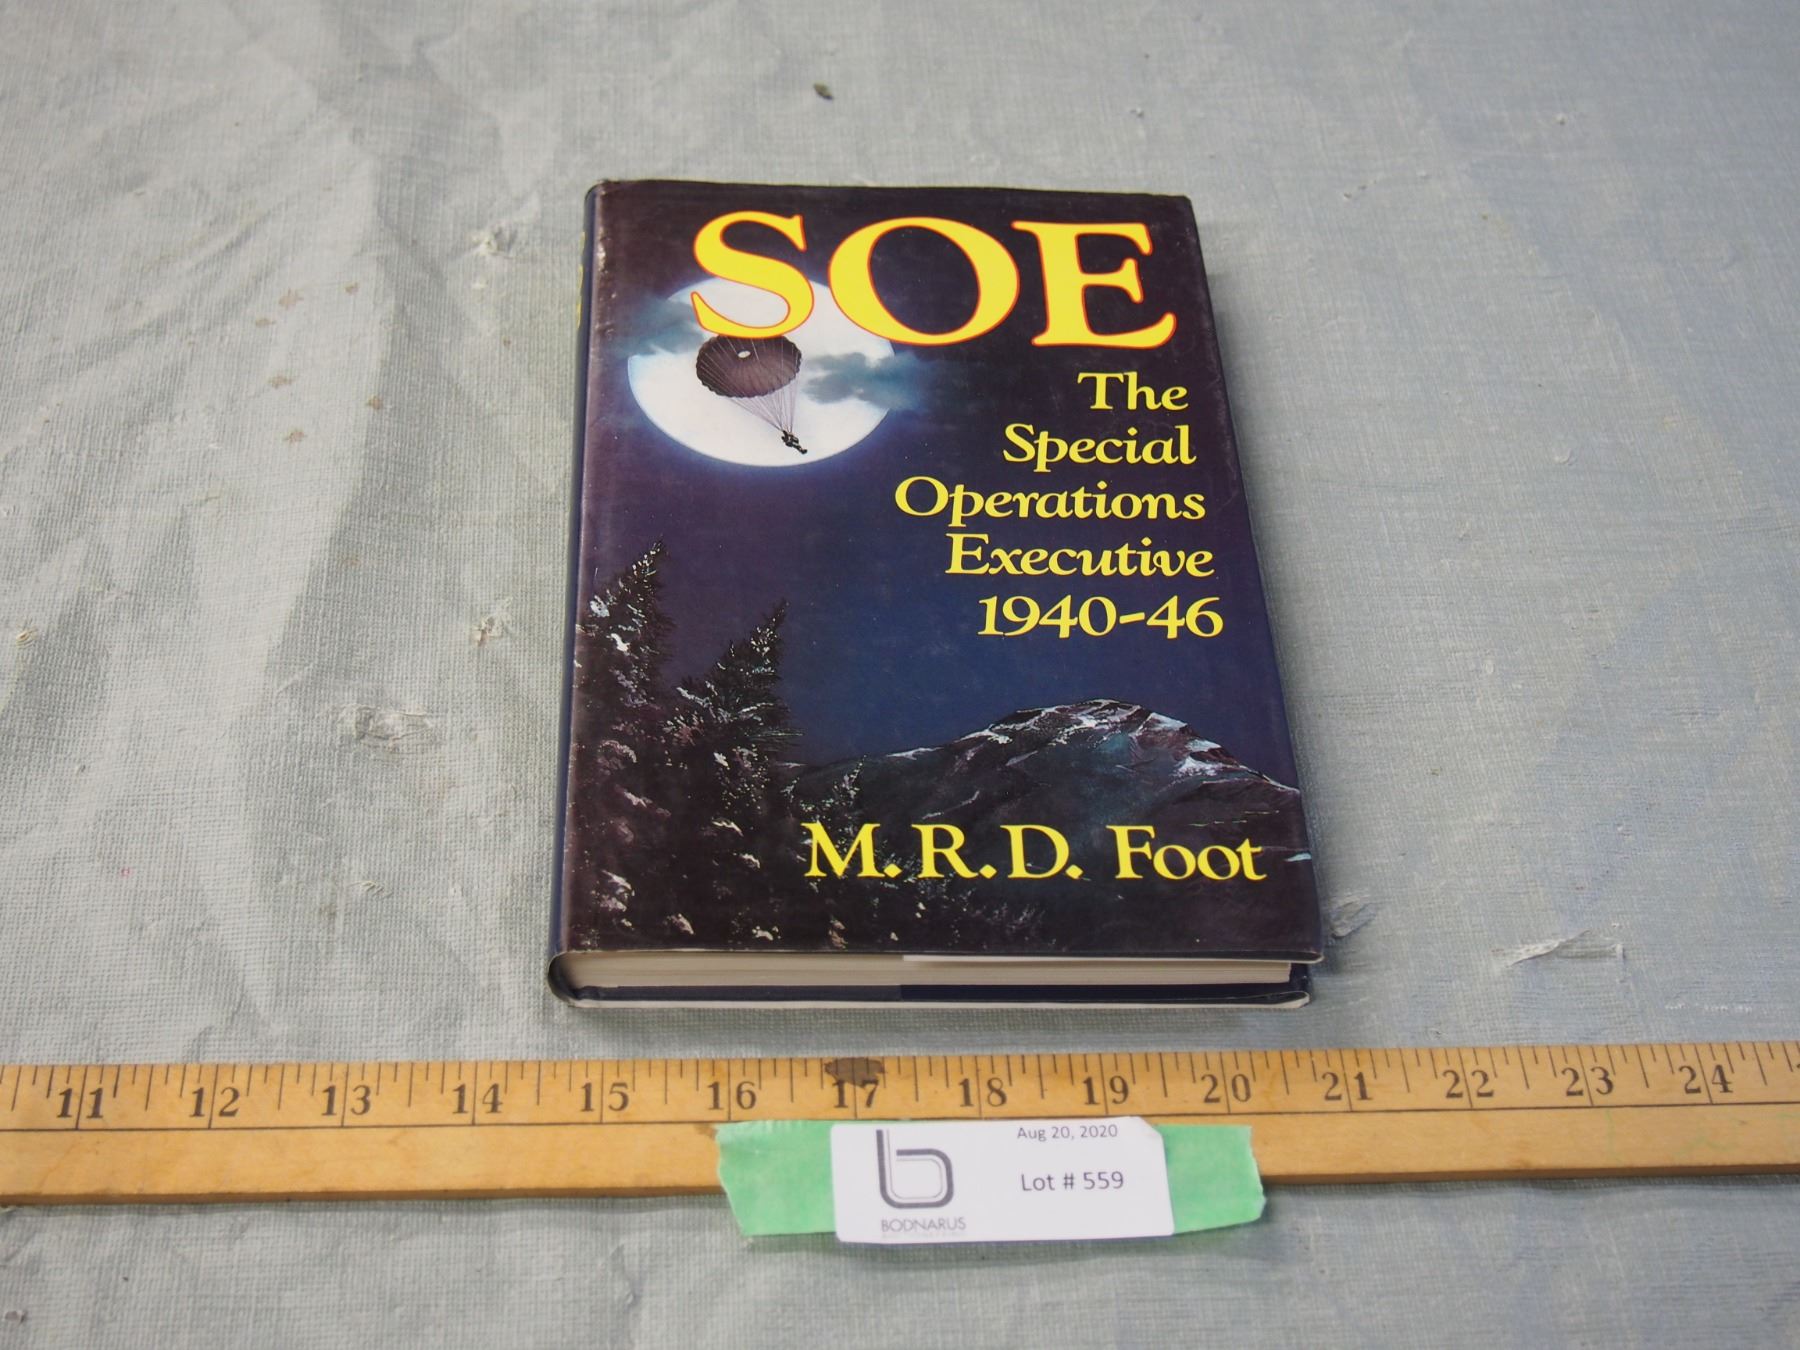 SOE
The
Special
Operations
Executive
1940-46
M.R.D. Foot
11 12 13 14 15 16 17 18 19 20 21 22 23 24
Aug 20, 2020
Lot # 559
b
BODNARUS